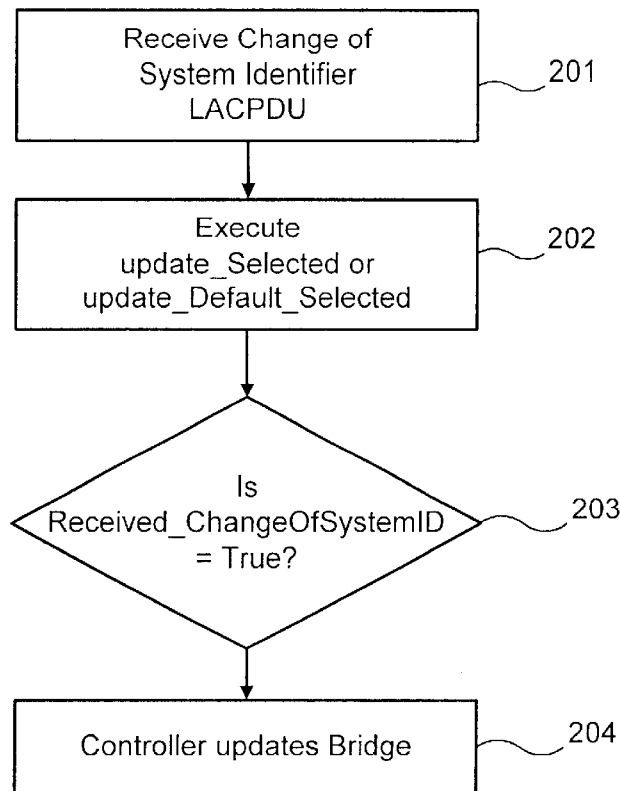 Receive Change of
System Identifier
LACPDU
201
Execute
update_Selected or
update_Default_Selected
202
Is
Received_ChangeOfSystemID
= True?
203
Controller updates Bridge
204